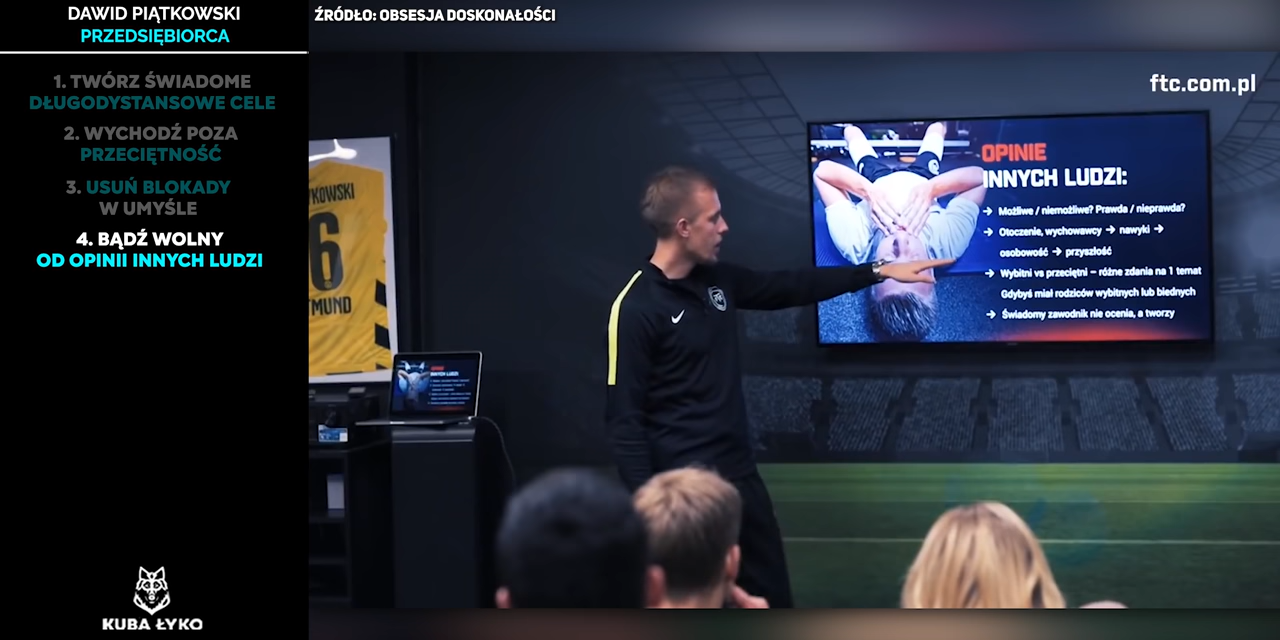 DAWID PIĄTKOWSKI
PRZEDSIĘBIORCA
1. TWÓRZ ŚWIADOME
DŁUGODYSTANSOWE CELE
2. WYCHODŹ POZA
PRZECIĘTNOŚĆ
3. USUŃ BLOKADY
W UMYŚLE
4. BĄDŹ WOLNY
OD OPINII INNYCH LUDZI
KUBA ŁYKO
ŹRÓDŁO: OBSESJA DOSKONAŁOŚCI
ftc.com.pl
OPINIE
INNYCH LUDZI:
→ Możliwe / niemożliwe? Prawda / nieprawda?
→ Otoczenie, wychowawcy → nawyki →
osobowość → przyszłość
→ Wybitni vs przeciętni – różne zdania na 1 temat
Gdybyś miał rodziców wybitnych lub biednych
→ Świadomy zawodnik nie ocenia, a tworzy
6